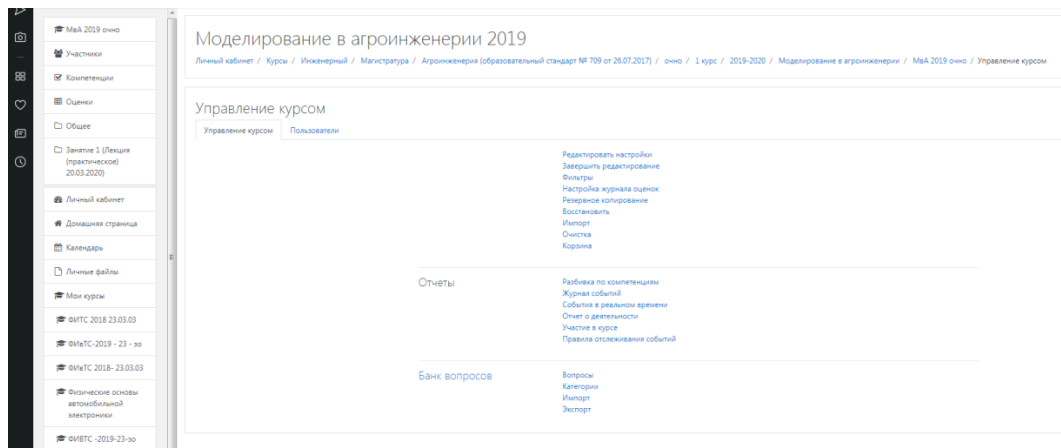 МвА 2019 очно
Участники
Компетенции
Оценки
Общее
Занятие 1 (Лекция
(практическое)
20.03.2020)
Личный кабинет
Домашняя страница
Календарь
Личные файлы
Мои курсы
ФИТС 2018 23.03.03
ФИвТС-2019 - 23 - зо
ФИвТС 2018- 23.03.03
Физические основы
автомобильной
электроники
ФИВТС -2019-23-зо
Моделирование в агроинженерии 2019
Личный кабинет / Курсы / Инженерный / Магистратура / Агроинженерия (образовательный стандарт № 709 от 26.07.2017) / очно / 1 курс / 2019-2020 / Моделирование в агроинженерии / МвА 2019 очно / Управление курсом
Управление курсом
Управление курсом Пользователи
Редактировать настройки
Завершить редактирование
Фильтры
Настройка журнала оценок
Резервное копирование
Восстановить
Импорт
Очистка
Корзина
Отчеты
Разбивка по компетенциям
Журнал событий
События в реальном времени
Отчет о деятельности
Участие в курсе
Правила отслеживания событий
Банк вопросов
Вопросы
Категории
Импорт
Экспорт